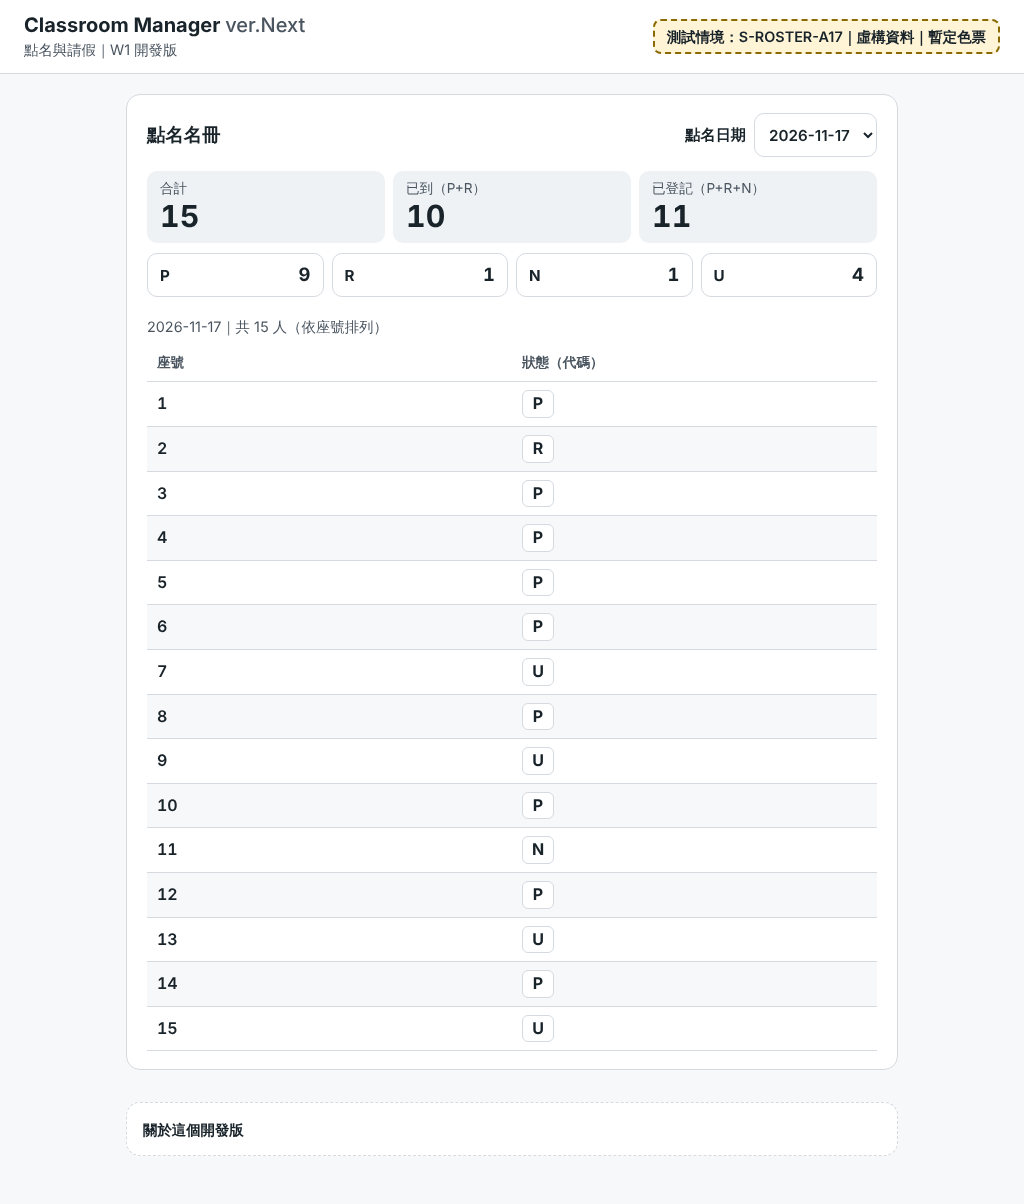 Classroom Manager ver.Next
點名與請假｜W1 開發版
測試情境：S-ROSTER-A17｜虛構資料｜暫定色票
點名名冊
點名日期 2026-11-17
合計 已到（P+R） 已登記（P+R+N）
15 10 11
P 9 R 1 N 1 U 4
2026-11-17｜共 15 人（依座號排列）
座號 狀態（代碼）
1 P
2 R
3 P
4 P
5 P
6 P
7 U
8 P
9 U
10 P
11 N
12 P
13 U
14 P
15 U
關於這個開發版